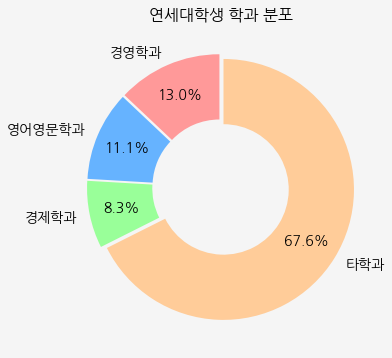 연세대학생 학과 분포
경영학과
13.0%
영어영문학과
11.1%
경제학과
8.3%
67.6%
타학과